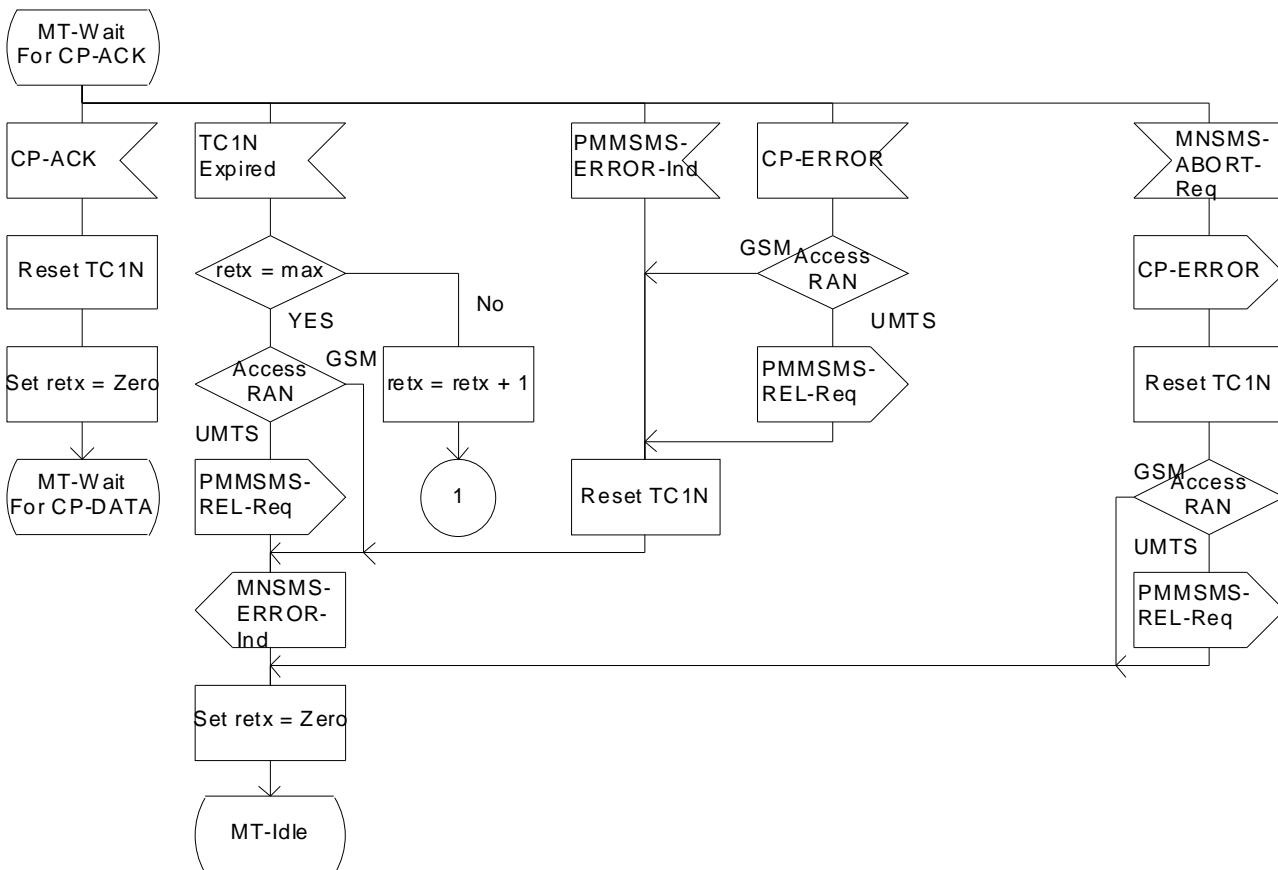 MT-Wait
For CP-ACK
CP-ACK
TC1N
Expired
PMMSMS-
ERROR-Ind
CP-ERROR
MNSMS-
ABORT-
Req
Reset TC1N
retx = max
GSM
Access
RAN
CP-ERROR
No
YES
UMTS
Set retx = Zero
Access
RAN
GSM
retx = retx + 1
PMMSMS-
REL-Req
Reset TC1N
UMTS
MT-Wait
For CP-DATA
PMMSMS-
REL-Req
1
Reset TC1N
GSM
Access
RAN
UMTS
MNSMS-
ERROR-
Ind
PMMSMS-
REL-Req
Set retx = Zero
MT-Idle